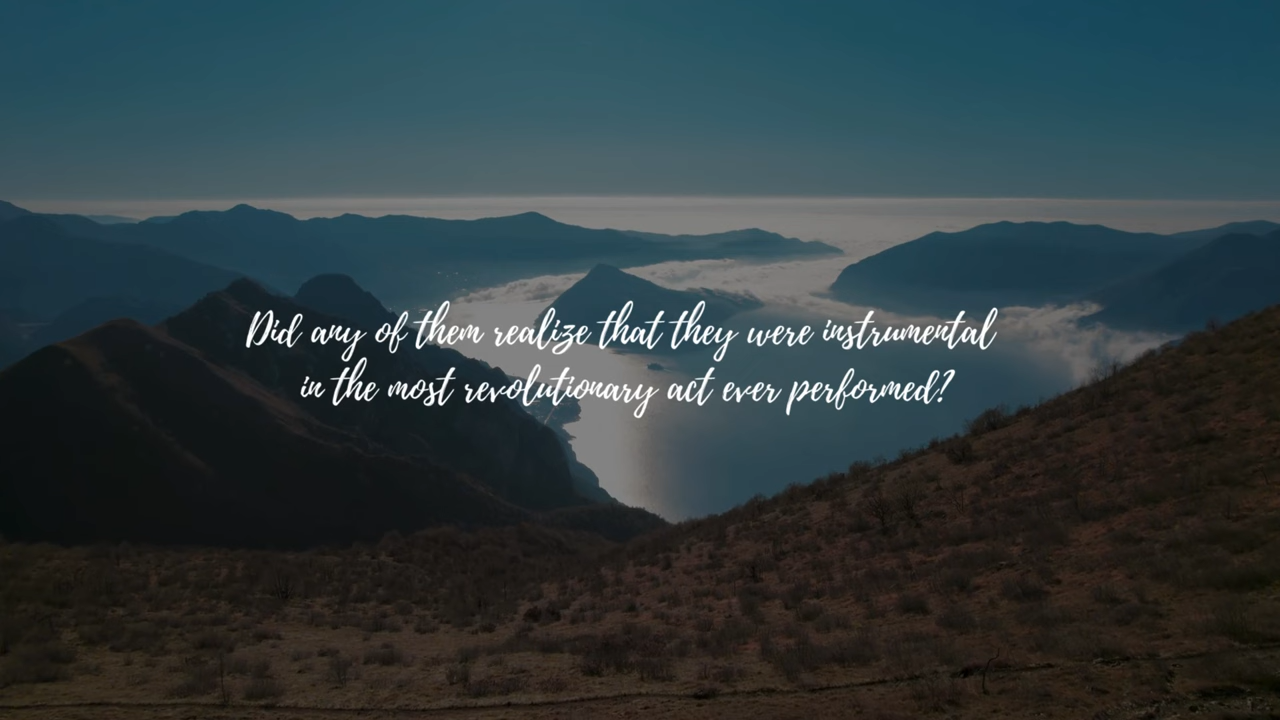 Did any of them realize that they were instrumental
in the most revolutionary act ever performed?